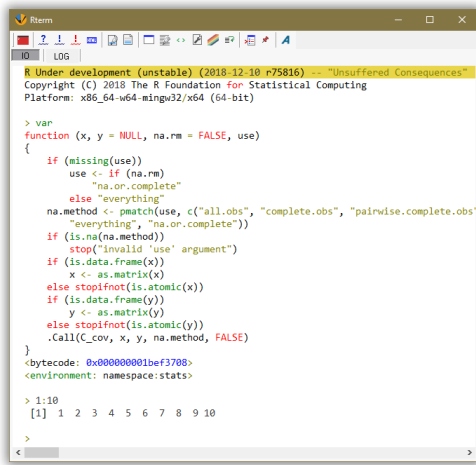 Rterm
IO LOG
R Under development (unstable) (2018-12-10 r75816) -- "Unsuffered Consequences"
Copyright (C) 2018 The R Foundation for Statistical Computing
Platform: x86_64-w64-mingw32/x64 (64-bit)
> var
function (x, y = NULL, na.rm = FALSE, use)
{
    if (missing(use))
        use <- if (na.rm)
            "na.or.complete"
        else "everything"
    na.method <- pmatch(use, c("all.obs", "complete.obs", "pairwise.complete.obs"
        "everything", "na.or.complete"))
    if (is.na(na.method))
        stop("invalid 'use' argument")
    if (is.data.frame(x))
        x <- as.matrix(x)
    else stopifnot(is.atomic(x))
    if (is.data.frame(y))
        y <- as.matrix(y)
    else stopifnot(is.atomic(y))
    .Call(C_cov, x, y, na.method, FALSE)
}
<bytecode: 0x000000001bef3708>
<environment: namespace:stats>
> 1:10
 [1]  1  2  3  4  5  6  7  8  9 10
>